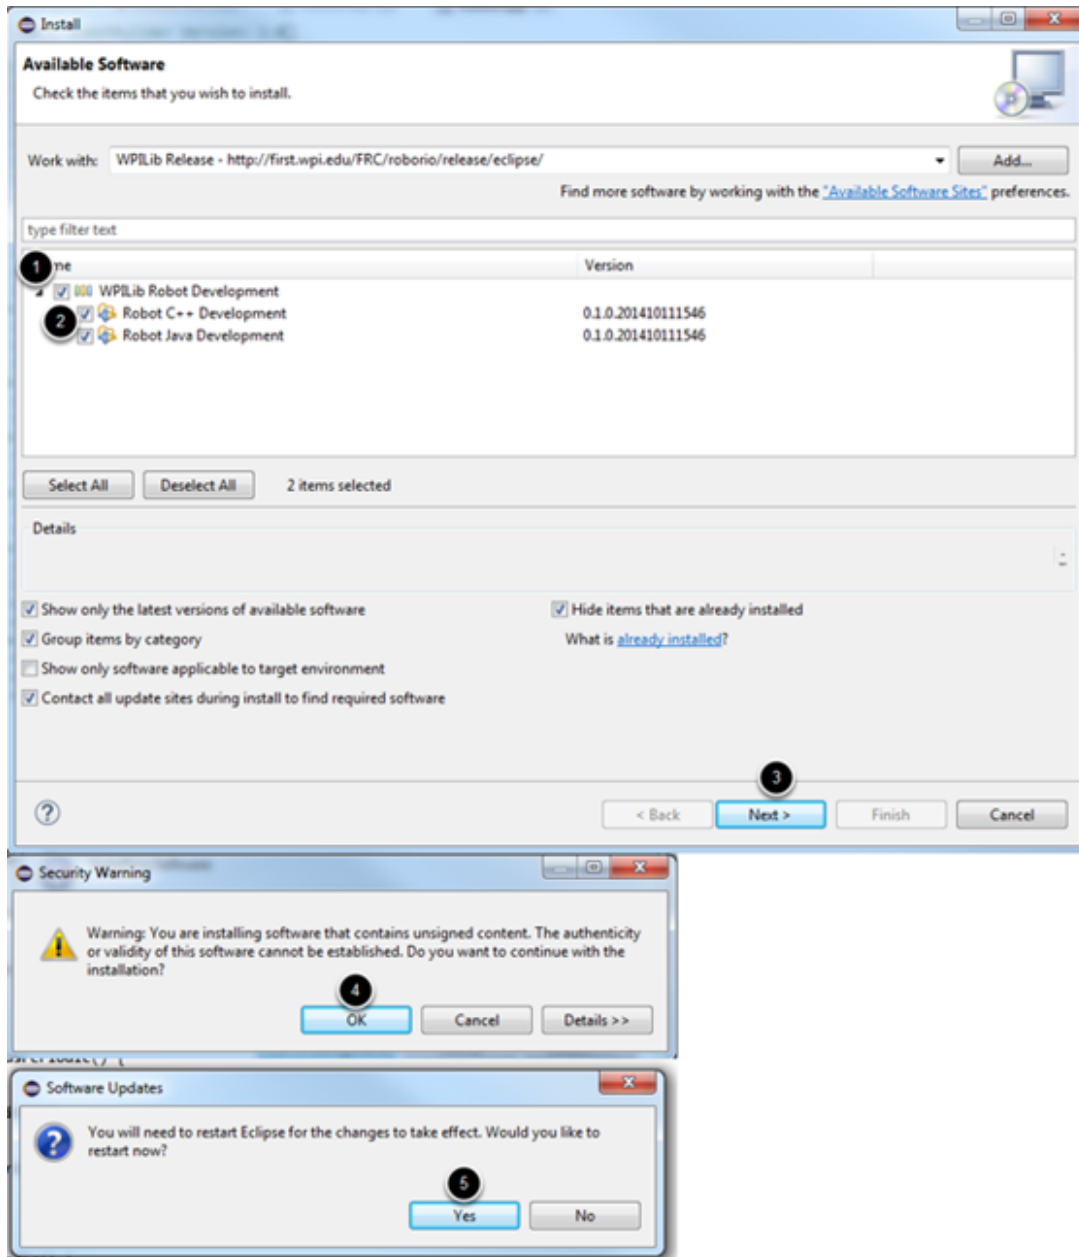 Install
Available Software
Check the items that you wish to install.
Work with: WPILib Release - http://first.wpi.edu/FRC/roborio/release/eclipse/ Add...
Find more software by working with the "Available Software Sites" preferences.
type filter text
1 me Version
WPILib Robot Development
2 Robot C++ Development 0.1.0.201410111546
Robot Java Development 0.1.0.201410111546
Select All Deselect All 2 items selected
Details
Show only the latest versions of available software Hide items that are already installed
Group items by category What is already installed?
Show only software applicable to target environment
Contact all update sites during install to find required software
3
? < Back Next > Finish Cancel
Security Warning
Warning: You are installing software that contains unsigned content. The authenticity
or validity of this software cannot be established. Do you want to continue with the
installation?
4
OK Cancel Details >>
Software Updates
You will need to restart Eclipse for the changes to take effect. Would you like to
restart now?
5
Yes No